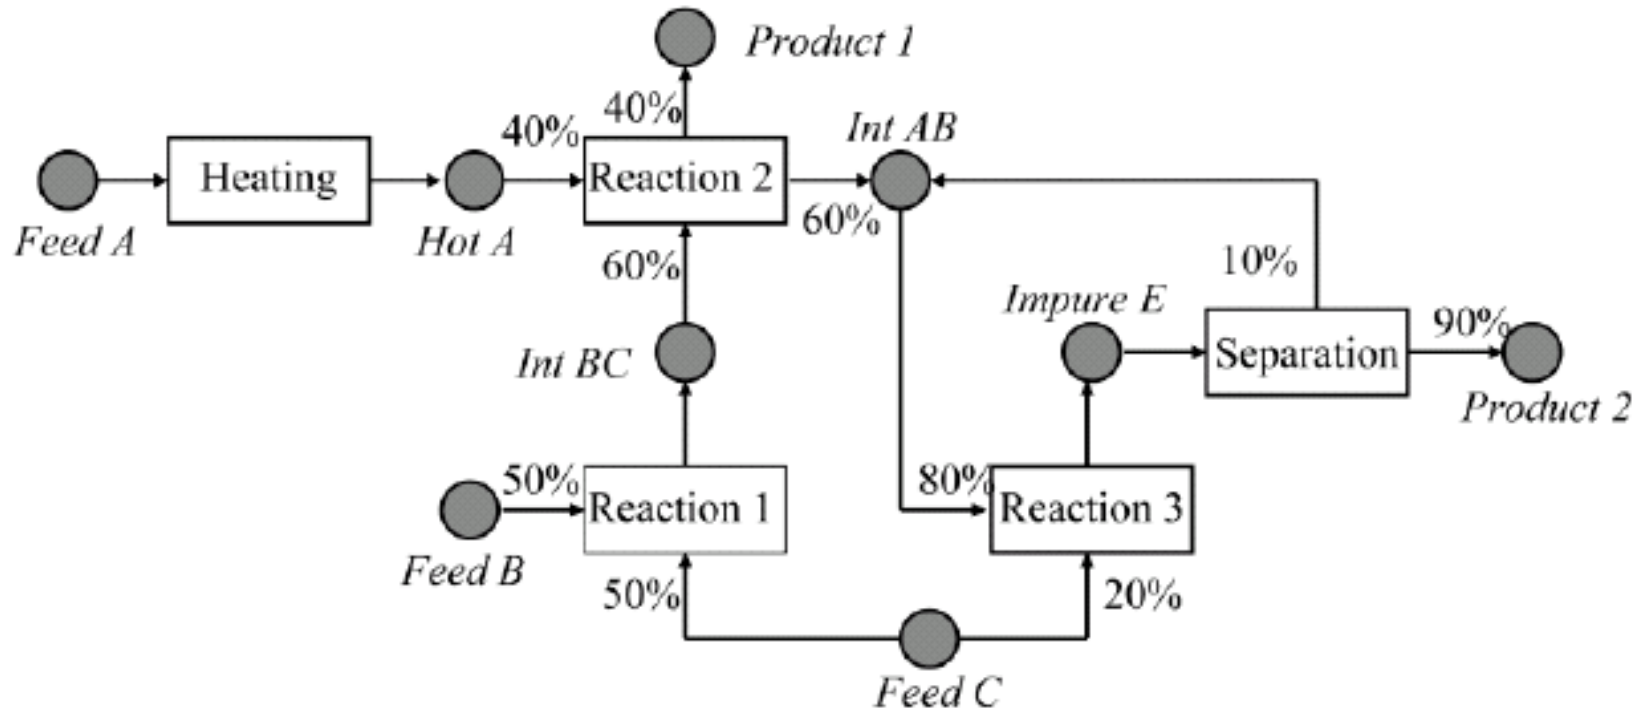 Product 1
40%
40%
Int AB
Heating
Reaction 2
Feed A
Hot A
60%
60%
10%
Impure E
90%
Int BC
Separation
Product 2
50%
80%
Reaction 1
Reaction 3
Feed B
50%
20%
Feed C